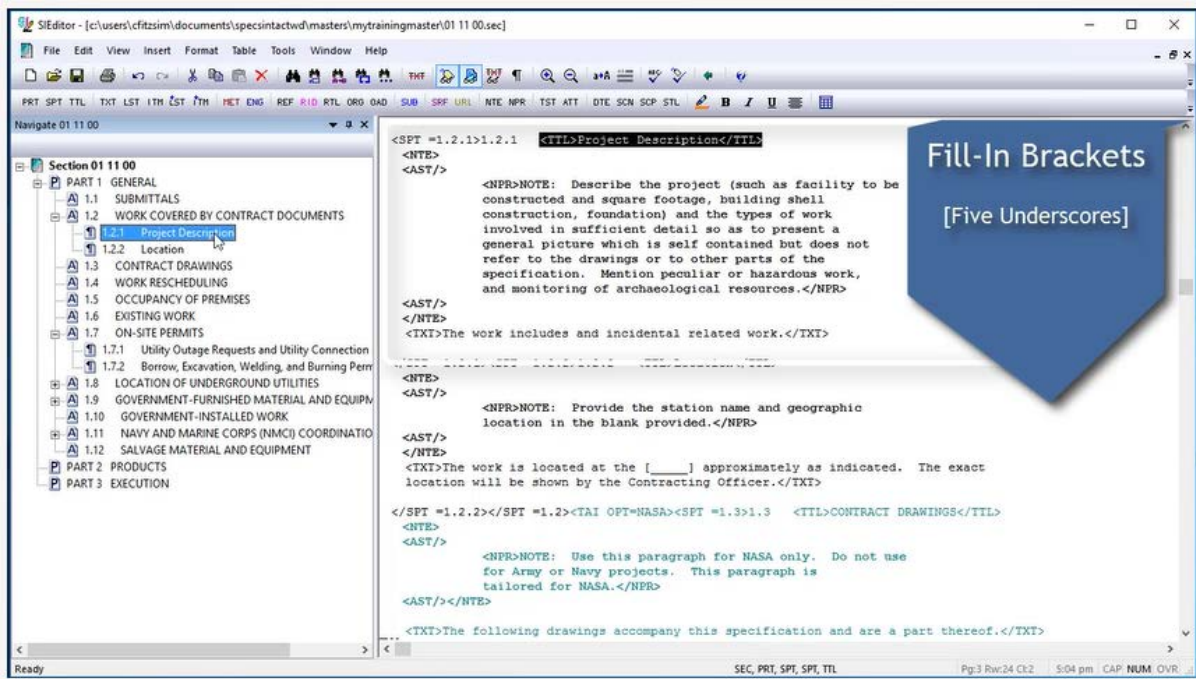 SIEditor - [c:\users\cfitzsim\documents\specsintactwd\masters\mytrainingmaster\01 11 00.sec]
File Edit View Insert Format Table Tools Window Help
PRT SPT TTL TXT LST ITM LST ITM MET ENG REF RID RTL ORG OAD SUB SRF URL NTE NPR TST ATT DTE SCN SCP STL B I U
Navigate 01 11 00
Section 01 11 00
PART 1 GENERAL
1.1 SUBMITTALS
1.2 WORK COVERED BY CONTRACT DOCUMENTS
1.2.1 Project Description
1.2.2 Location
1.3 CONTRACT DRAWINGS
1.4 WORK RESCHEDULING
1.5 OCCUPANCY OF PREMISES
1.6 EXISTING WORK
1.7 ON-SITE PERMITS
1.7.1 Utility Outage Requests and Utility Connection
1.7.2 Borrow, Excavation, Welding, and Burning Perm
1.8 LOCATION OF UNDERGROUND UTILITIES
1.9 GOVERNMENT-FURNISHED MATERIAL AND EQUIPM
1.10 GOVERNMENT-INSTALLED WORK
1.11 NAVY AND MARINE CORPS (NMCI) COORDINATIO
1.12 SALVAGE MATERIAL AND EQUIPMENT
PART 2 PRODUCTS
PART 3 EXECUTION
<SPT =1.2.1>1.2.1 <TTL>Project Description</TTL>
<NTE>
<AST/>
<NPR>NOTE: Describe the project (such as facility to be
constructed and square footage, building shell
construction, foundation) and the types of work
involved in sufficient detail so as to present a
general picture which is self contained but does not
refer to the drawings or to other parts of the
specification. Mention peculiar or hazardous work,
and monitoring of archaeological resources.</NPR>
<AST/>
</NTE>
<TXT>The work includes and incidental related work.</TXT>
<NTE>
<AST/>
<NPR>NOTE: Provide the station name and geographic
location in the blank provided.</NPR>
<AST/>
</NTE>
<TXT>The work is located at the [_____] approximately as indicated. The exact
location will be shown by the Contracting Officer.</TXT>
</SPT =1.2.2></SPT =1.2><TAI OPT=NASA><SPT =1.3>1.3 <TTL>CONTRACT DRAWINGS</TTL>
<NTE>
<AST/>
<NPR>NOTE: Use this paragraph for NASA only. Do not use
for Army or Navy projects. This paragraph is
tailored for NASA.</NPR>
<AST/></NTE>
<TXT>The following drawings accompany this specification and are a part thereof.</TXT>
Fill-In Brackets
[Five Underscores]
Ready
SEC, PRT, SPT, SPT, TTL
Pg:3 Rw:24 Cl:2 5:04 pm CAP NUM OVR